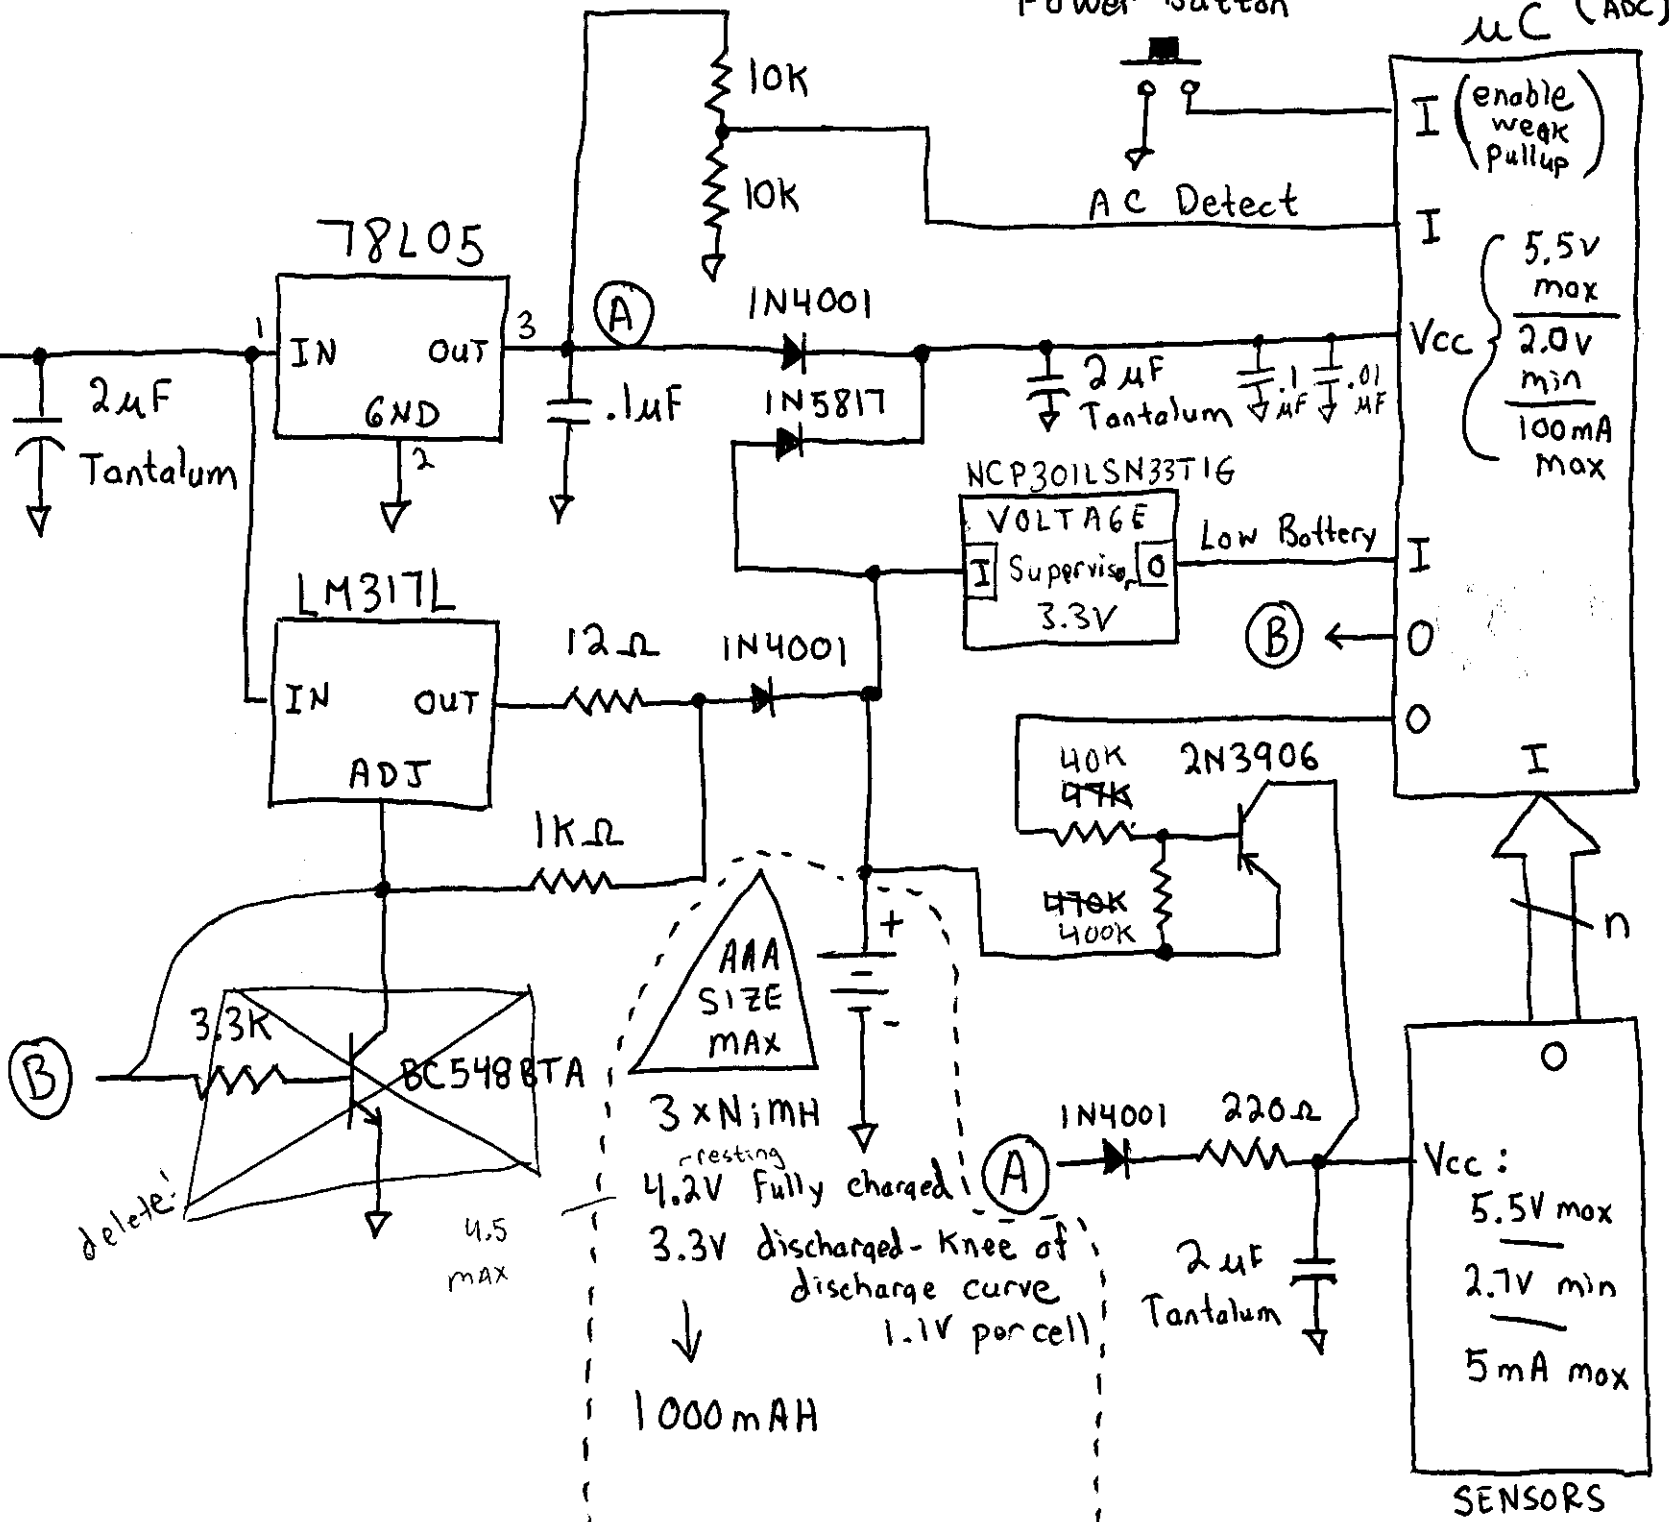 Power Button
µC (ADC)
10K
I (enable weak pullup)
10K
AC Detect
I
78L05
5.5V
max
1
IN
OUT
3
A
1N4001
Vcc
2.0V
min
2µF
Tantalum
GND
2
.1µF
1N5817
2µF
Tantalum
.1
µF
.01
µF
100mA
max
NCP301LSN33T1G
VOLTAGE
I
Supervisor
O
3.3V
Low Battery
I
LM317L
12Ω
1N4001
B
O
IN
OUT
ADJ
O
40K
47K
2N3906
I
1KΩ
+
470K
400K
n
AAA
SIZE
MAX
-
3.3K
B
BC548BTA
O
3xNiMH
1N4001
220Ω
resting
4.2V Fully charged
A
Vcc:
delete!
4.5
MAX
3.3V discharged - Knee of
discharge curve
1.1V per cell
5.5V max
2µF
Tantalum
2.7V min
5mA max
1000mAH
SENSORS